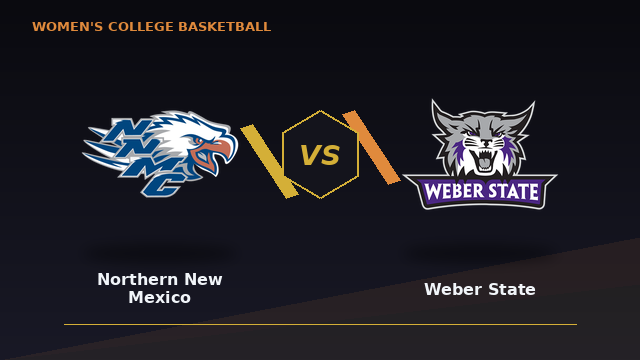 WOMEN'S COLLEGE BASKETBALL
NNMC
VS
WEBER STATE
Northern New
Mexico
Weber State